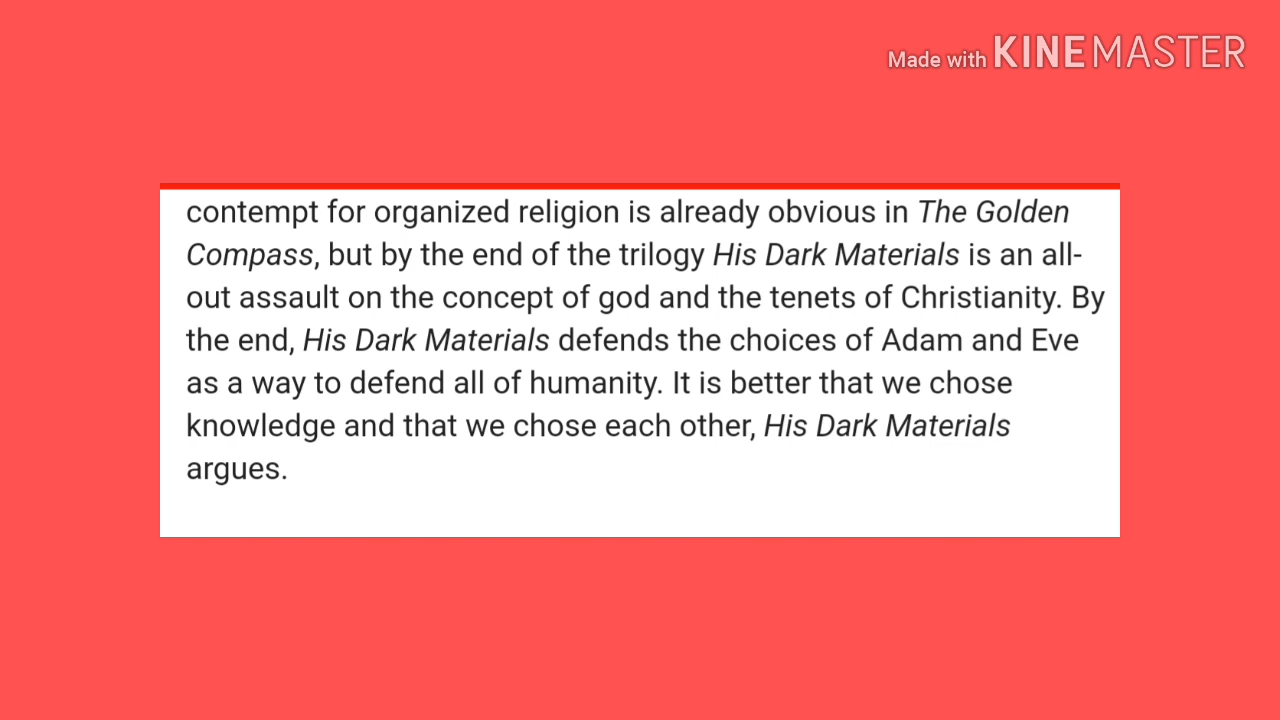 Made with KINEMASTER
contempt for organized religion is already obvious in The Golden
Compass, but by the end of the trilogy His Dark Materials is an all-
out assault on the concept of god and the tenets of Christianity. By
the end, His Dark Materials defends the choices of Adam and Eve
as a way to defend all of humanity. It is better that we chose
knowledge and that we chose each other, His Dark Materials
argues.